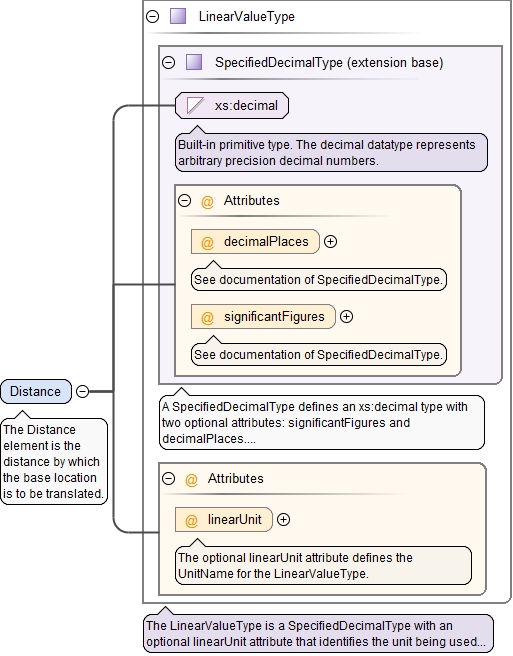 LinearValueType
SpecifiedDecimalType (extension base)
xs:decimal
Built-in primitive type. The decimal datatype represents
arbitrary precision decimal numbers.
@ Attributes
@ decimalPlaces
See documentation of SpecifiedDecimalType.
@ significantFigures
See documentation of SpecifiedDecimalType.
Distance
The Distance
element is the
distance by which
the base location
is to be translated.
A SpecifiedDecimalType defines an xs:decimal type with
two optional attributes: significantFigures and
decimalPlaces....
@ Attributes
@ linearUnit
The optional linearUnit attribute defines the
UnitName for the LinearValueType.
The LinearValueType is a SpecifiedDecimalType with an
optional linearUnit attribute that identifies the unit being used...